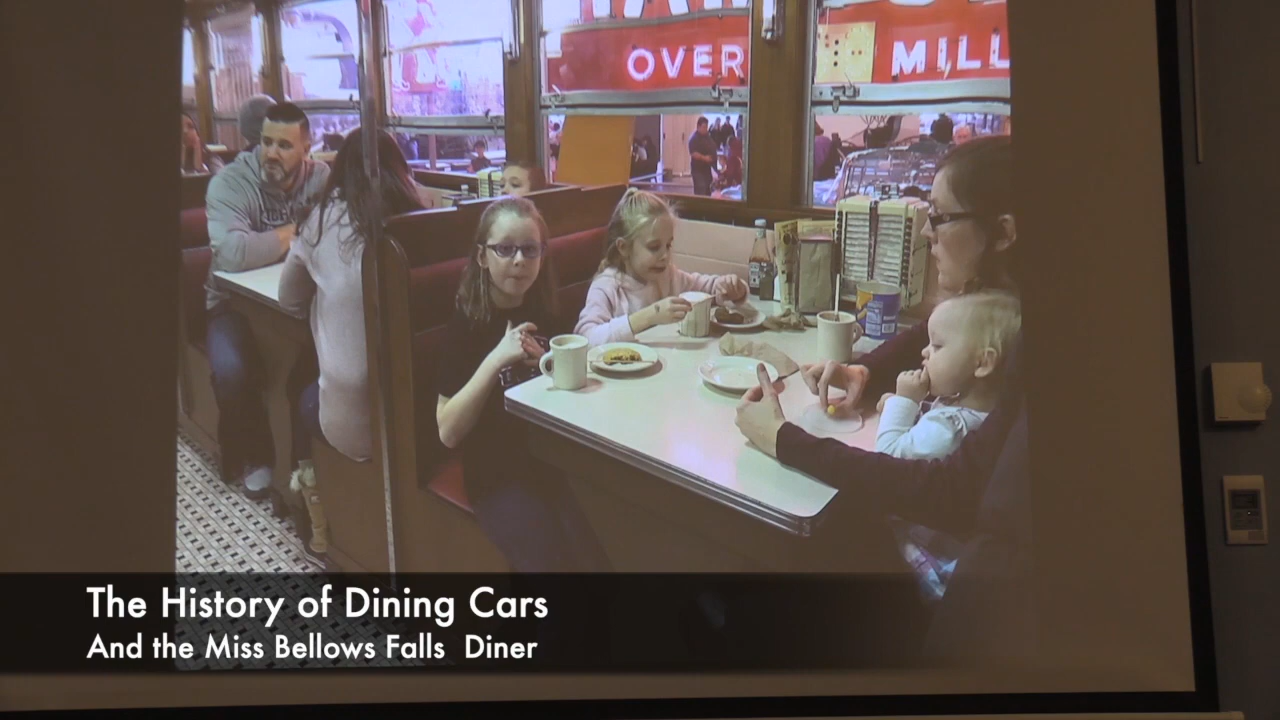 OVER
MILL
The History of Dining Cars
And the Miss Bellows Falls Diner